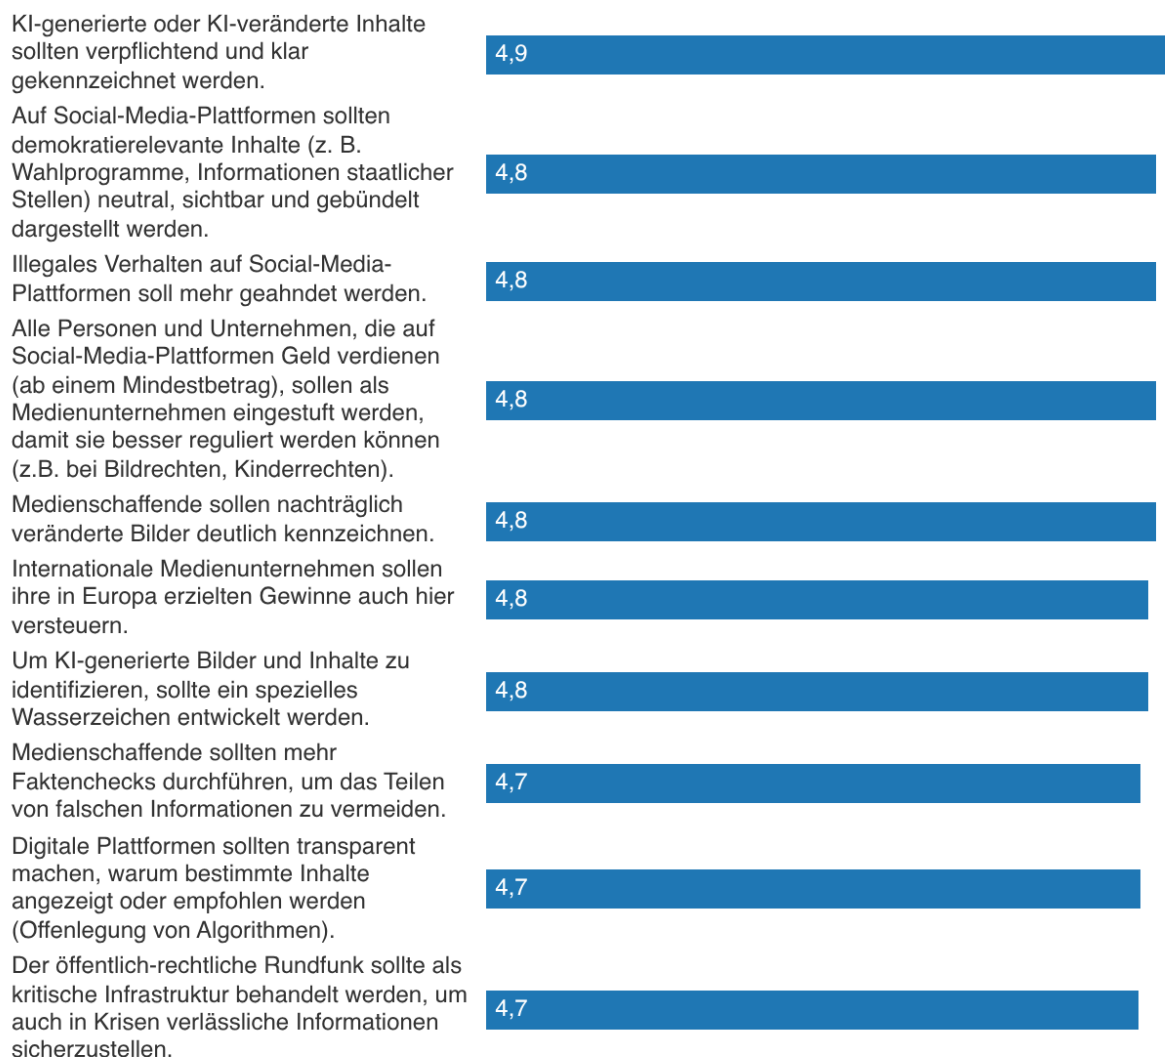 KI-generierte oder KI-veränderte Inhalte
sollten verpflichtend und klar
gekennzeichnet werden.
4,9
Auf Social-Media-Plattformen sollten
demokratierelevante Inhalte (z. B.
Wahlprogramme, Informationen staatlicher
Stellen) neutral, sichtbar und gebündelt
dargestellt werden.
4,8
Illegales Verhalten auf Social-Media-
Plattformen soll mehr geahndet werden.
4,8
Alle Personen und Unternehmen, die auf
Social-Media-Plattformen Geld verdienen
(ab einem Mindestbetrag), sollen als
Medienunternehmen eingestuft werden,
damit sie besser reguliert werden können
(z.B. bei Bildrechten, Kinderrechten).
4,8
Medienschaffende sollen nachträglich
veränderte Bilder deutlich kennzeichnen.
4,8
Internationale Medienunternehmen sollen
ihre in Europa erzielten Gewinne auch hier
versteuern.
4,8
Um KI-generierte Bilder und Inhalte zu
identifizieren, sollte ein spezielles
Wasserzeichen entwickelt werden.
4,8
Medienschaffende sollten mehr
Faktenchecks durchführen, um das Teilen
von falschen Informationen zu vermeiden.
4,7
Digitale Plattformen sollten transparent
machen, warum bestimmte Inhalte
angezeigt oder empfohlen werden
(Offenlegung von Algorithmen).
4,7
Der öffentlich-rechtliche Rundfunk sollte als
kritische Infrastruktur behandelt werden, um
auch in Krisen verlässliche Informationen
sicherzustellen.
4,7